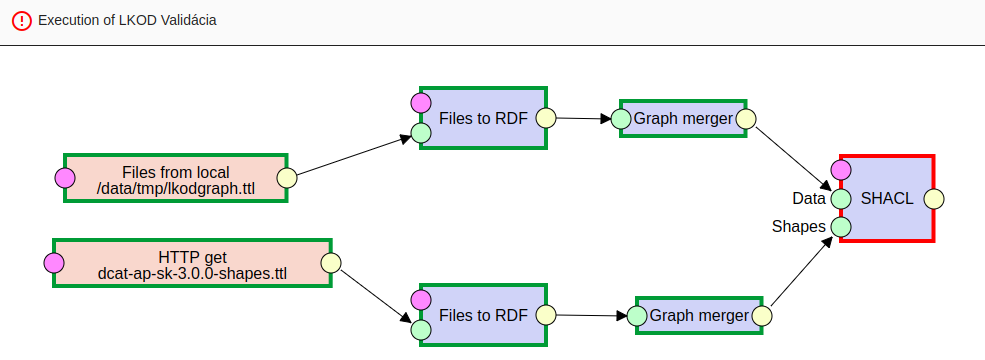 Execution of LKOD Validácia
Files to RDF
Graph merger
Files from local
/data/tmp/lkodgraph.ttl
Data
SHACL
Shapes
HTTP get
dcat-ap-sk-3.0.0-shapes.ttl
Files to RDF
Graph merger